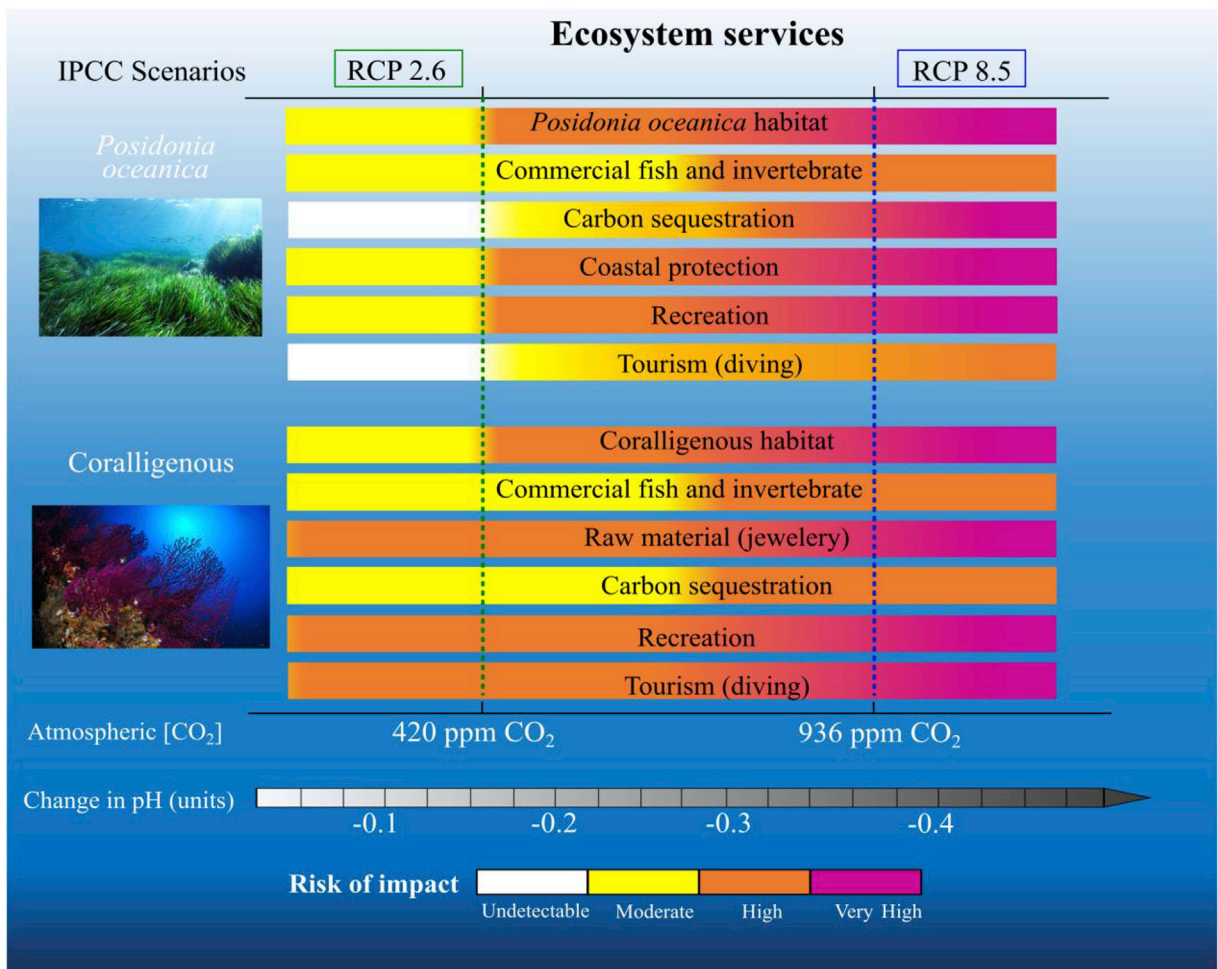 Ecosystem services
IPCC Scenarios
RCP 2.6
RCP 8.5
Posidonia
oceanica
Posidonia oceanica habitat
Commercial fish and invertebrate
Carbon sequestration
Coastal protection
Recreation
Tourism (diving)
Coralligenous
Coralligenous habitat
Commercial fish and invertebrate
Raw material (jewelery)
Carbon sequestration
Recreation
Tourism (diving)
Atmospheric [CO₂]
420 ppm CO₂
936 ppm CO₂
Change in pH (units)
-0.1
-0.2
-0.3
-0.4
Risk of impact
Undetectable
Moderate
High
Very High